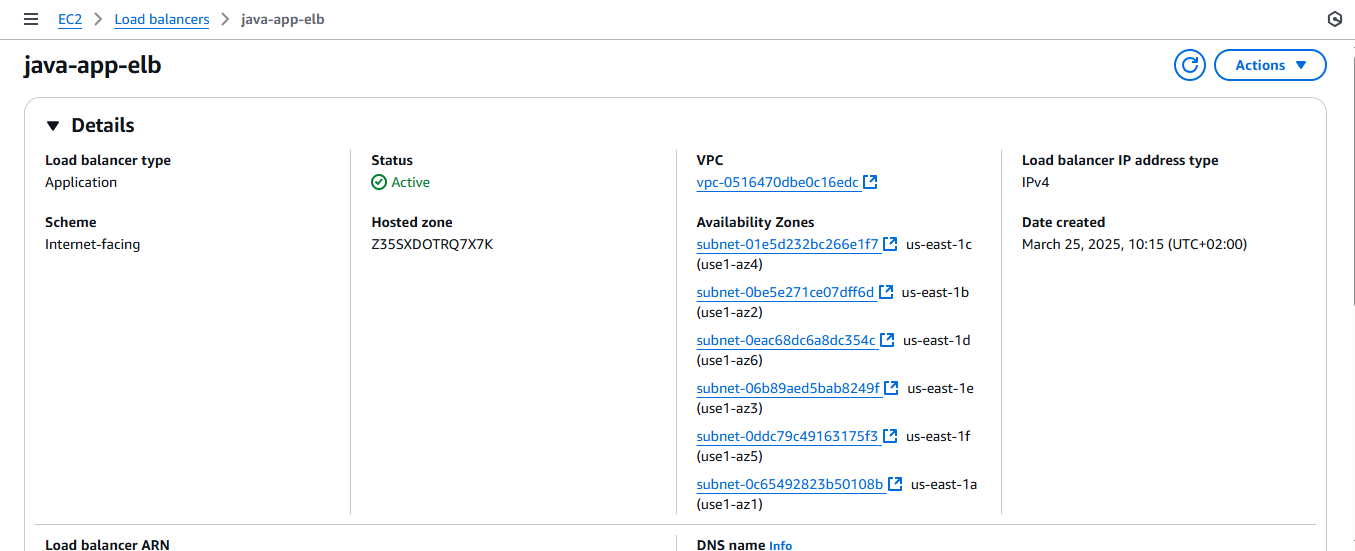 EC2 > Load balancers > java-app-elb
java-app-elb
Actions
Details
Load balancer type
Application
Scheme
Internet-facing
Status
Active
Hosted zone
Z35SXDOTRQ7X7K
VPC
vpc-0516470dbe0c16edc
Availability Zones
subnet-01e5d232bc266e1f7 us-east-1c
(use1-az4)
subnet-0be5e271ce07dff6d us-east-1b
(use1-az2)
subnet-0eac68dc6a8dc354c us-east-1d
(use1-az6)
subnet-06b89aed5bab8249f us-east-1e
(use1-az3)
subnet-0ddc79c49163175f3 us-east-1f
(use1-az5)
subnet-0c65492823b50108b us-east-1a
(use1-az1)
Load balancer IP address type
IPv4
Date created
March 25, 2025, 10:15 (UTC+02:00)
Load balancer ARN
DNS name Info